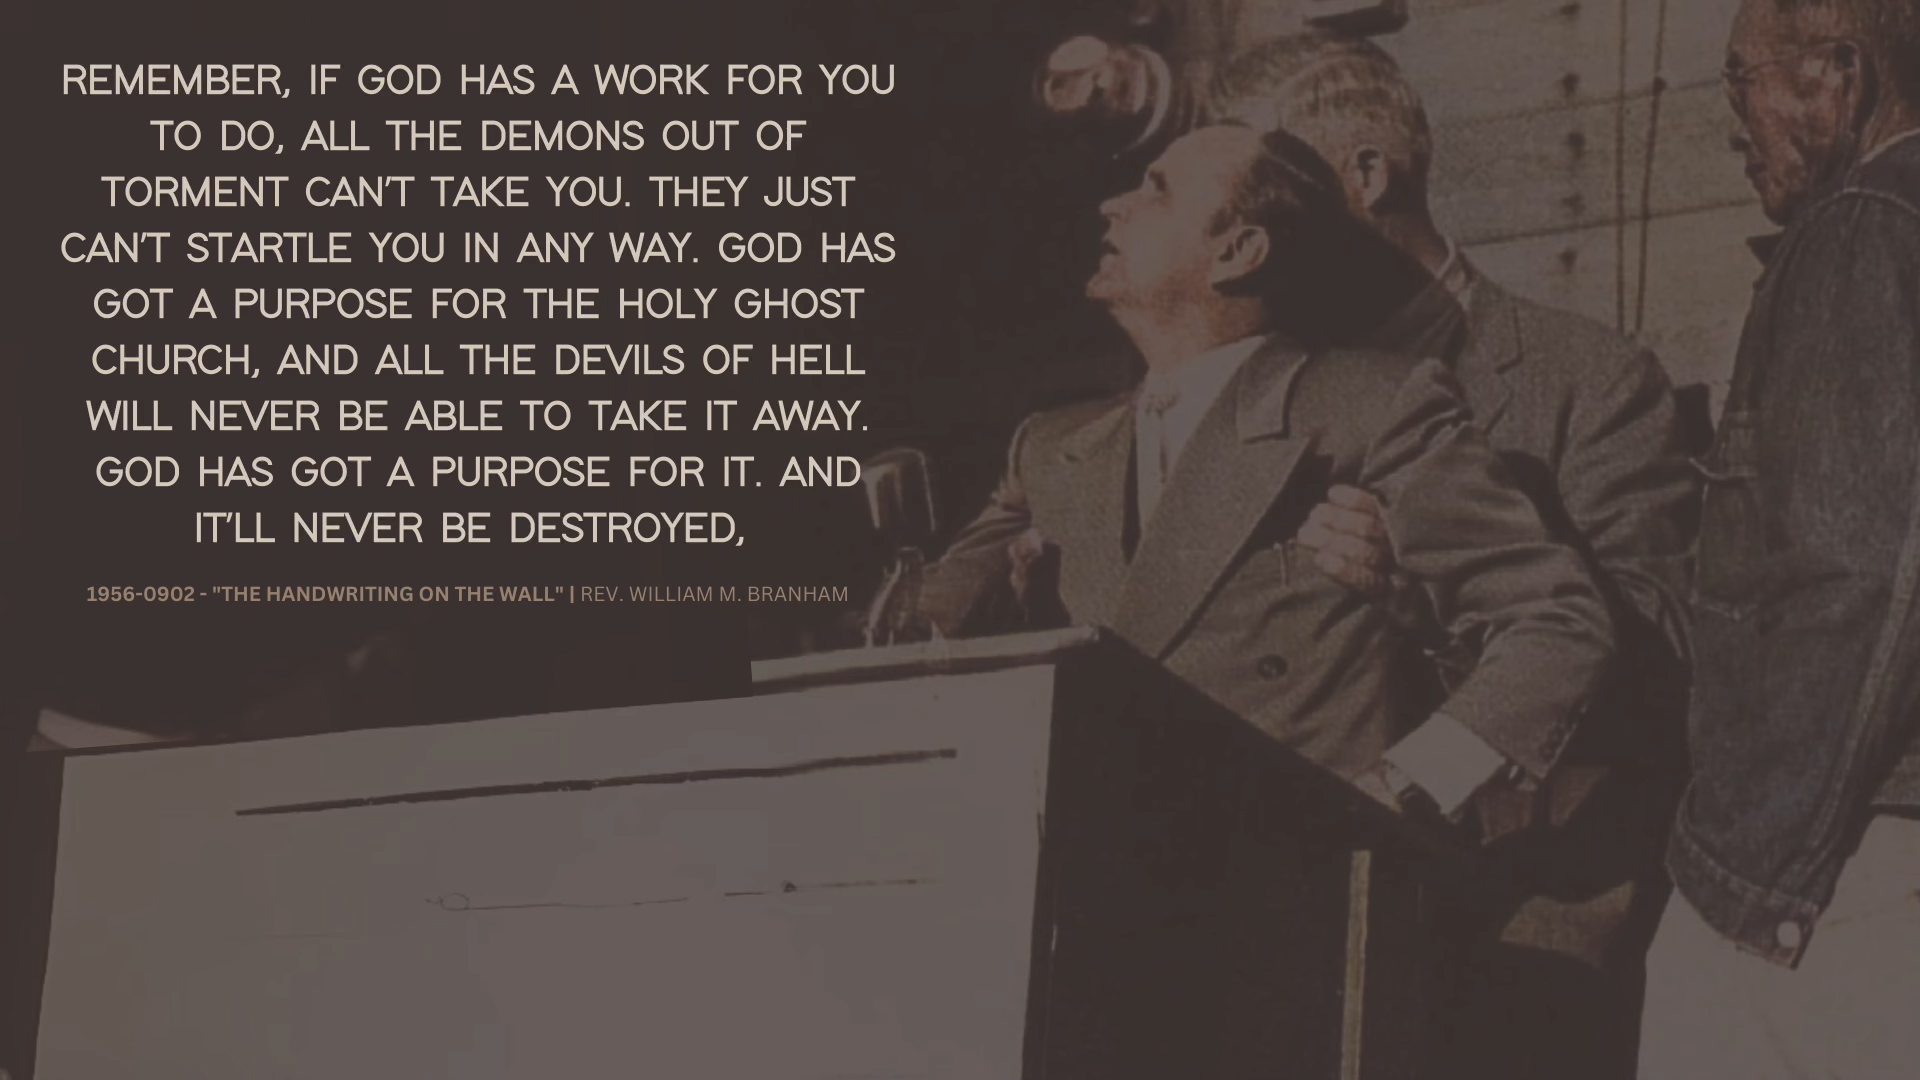 REMEMBER, IF GOD HAS A WORK FOR YOU
TO DO, ALL THE DEMONS OUT OF
TORMENT CAN'T TAKE YOU. THEY JUST
CAN'T STARTLE YOU IN ANY WAY. GOD HAS
GOT A PURPOSE FOR THE HOLY GHOST
CHURCH, AND ALL THE DEVILS OF HELL
WILL NEVER BE ABLE TO TAKE IT AWAY.
GOD HAS GOT A PURPOSE FOR IT. AND
IT'LL NEVER BE DESTROYED,
1956-0902 - "THE HANDWRITING ON THE WALL" | REV. WILLIAM M. BRANHAM